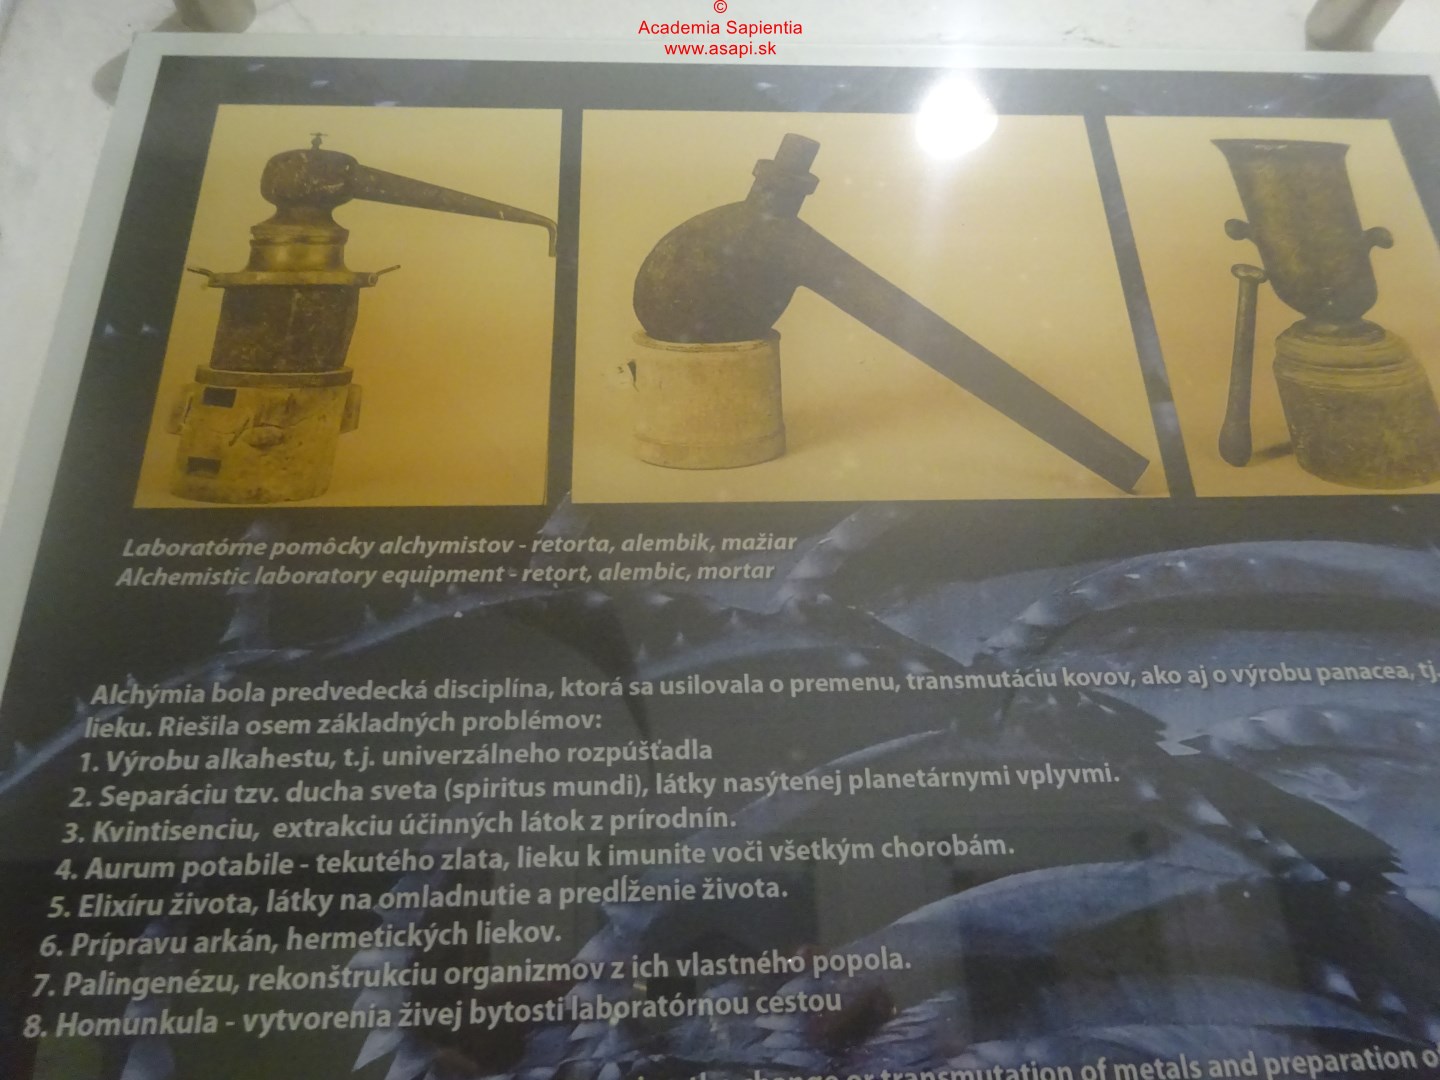 ©
Academia Sapientia
www.asapi.sk
Laboratórne pomôcky alchymistov - retorta, alembik, mažiar
Alchemistic laboratory equipment - retort, alembic, mortar
Alchýmia bola predvedecká disciplína, ktorá sa usilovala o premenu, transmutáciu kovov, ako aj o výrobu panacea, tj.
lieku. Riešila osem základných problémov:
1. Výrobu alkahestu, t.j. univerzálneho rozpúšťadla
2. Separáciu tzv. ducha sveta (spiritus mundi), látky nasýtenej planetárnymi vplyvmi.
3. Kvintisenciu, extrakciu účinných látok z prírodnín.
4. Aurum potabile - tekutého zlata, lieku k imunite voči všetkým chorobám.
5. Elixíru života, látky na omladnutie a predĺženie života.
6. Prípravu arkán, hermetických liekov.
7. Palingenézu, rekonštrukciu organizmov z ich vlastného popola.
8. Homunkula - vytvorenia živej bytosti laboratórnou cestou
change or transmutation of metals and preparation of